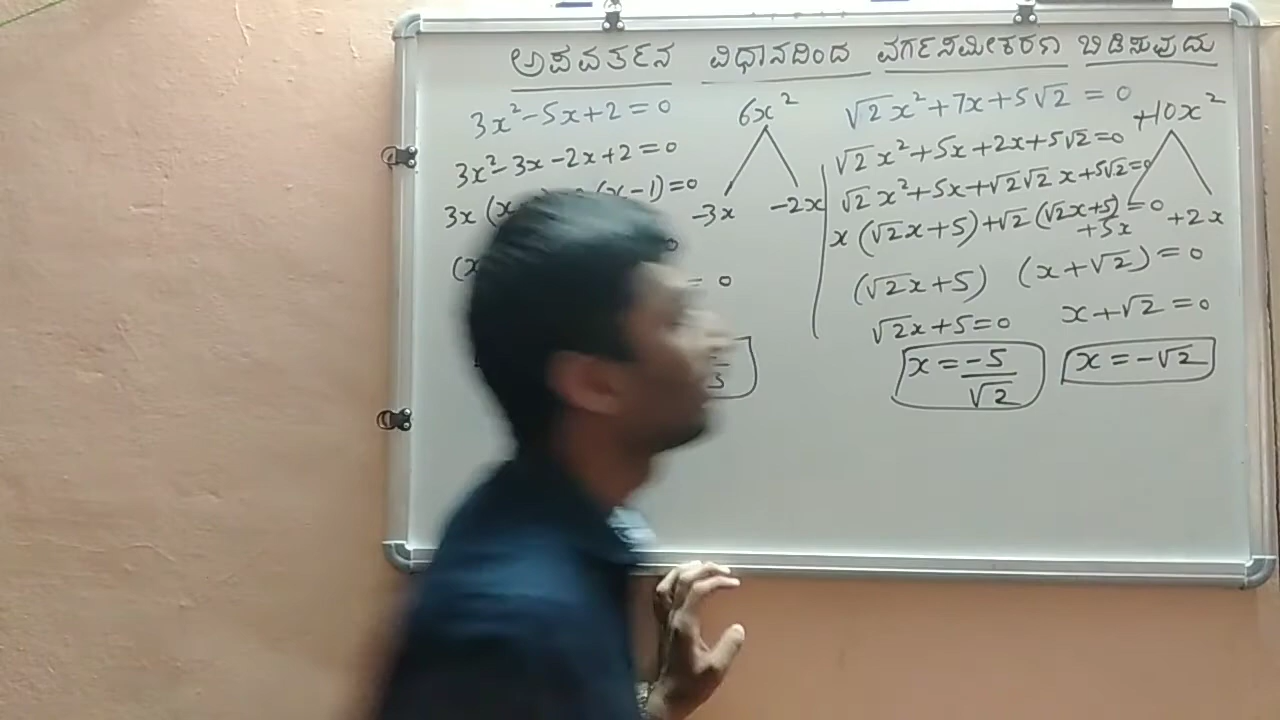 ಅಪವರ್ತನ ವಿಧಾನದಿಂದ ವರ್ಗಸಮೀಕರಣ ಬಿಡಿಸುವುದು
3x² - 5x + 2 = 0
3x² - 3x - 2x + 2 = 0
3x (x (x - 1) = 0
(x = 0
6x²
-3x -2x
√2 x² + 7x + 5√2 = 0
√2 x² + 5x + 2x + 5√2 = 0
√2 x² + 5x + √2√2 x + 5√2 = 0
x (√2x + 5) + √2 (√2x + 5) = 0
(√2x + 5) (x + √2) = 0
√2x + 5 = 0 x + √2 = 0
x = -5/√2 x = -√2
+10x²
+5x +2x